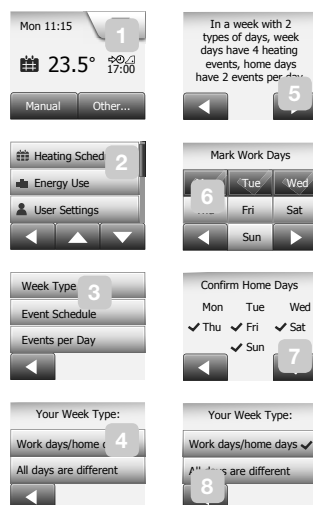 Mon 11:15
1
23.5°
17:00
Manual Other...
Heating Sched
2
Energy Use
User Settings
Week Type
3
Event Schedule
Events per Day
Your Week Type:
Work days/home d
4
All days are different
In a week with 2
types of days, week
days have 4 heating
events, home days
have 2 events per day.
5
Mark Work Days
Tue Wed
6
Fri Sat
Sun
Confirm Home Days
Mon Tue Wed
Thu Fri Sat
Sun
7
Your Week Type:
Work days/home days
are different
8